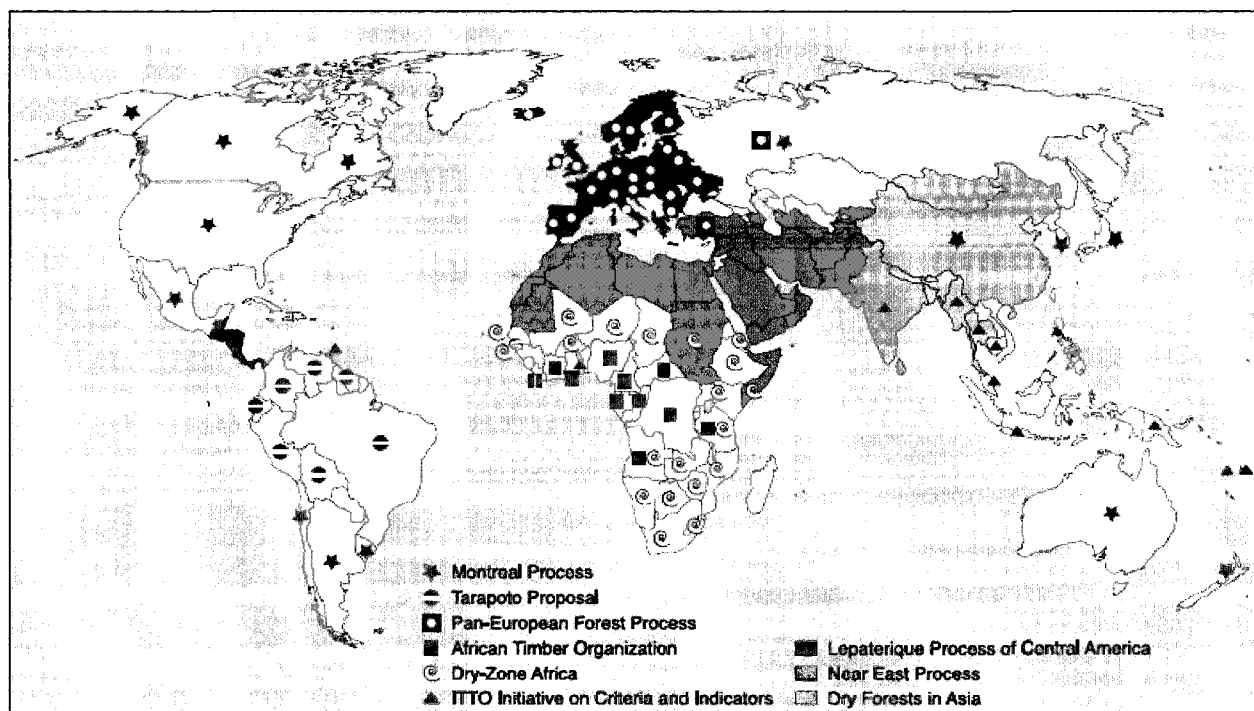 Montreal Process
Tarapoto Proposal
Pan-European Forest Process
African Timber Organization
Dry-Zone Africa
ITTO Initiative on Criteria and Indicators
Lepaterique Process of Central America
Near East Process
Dry Forests in Asia